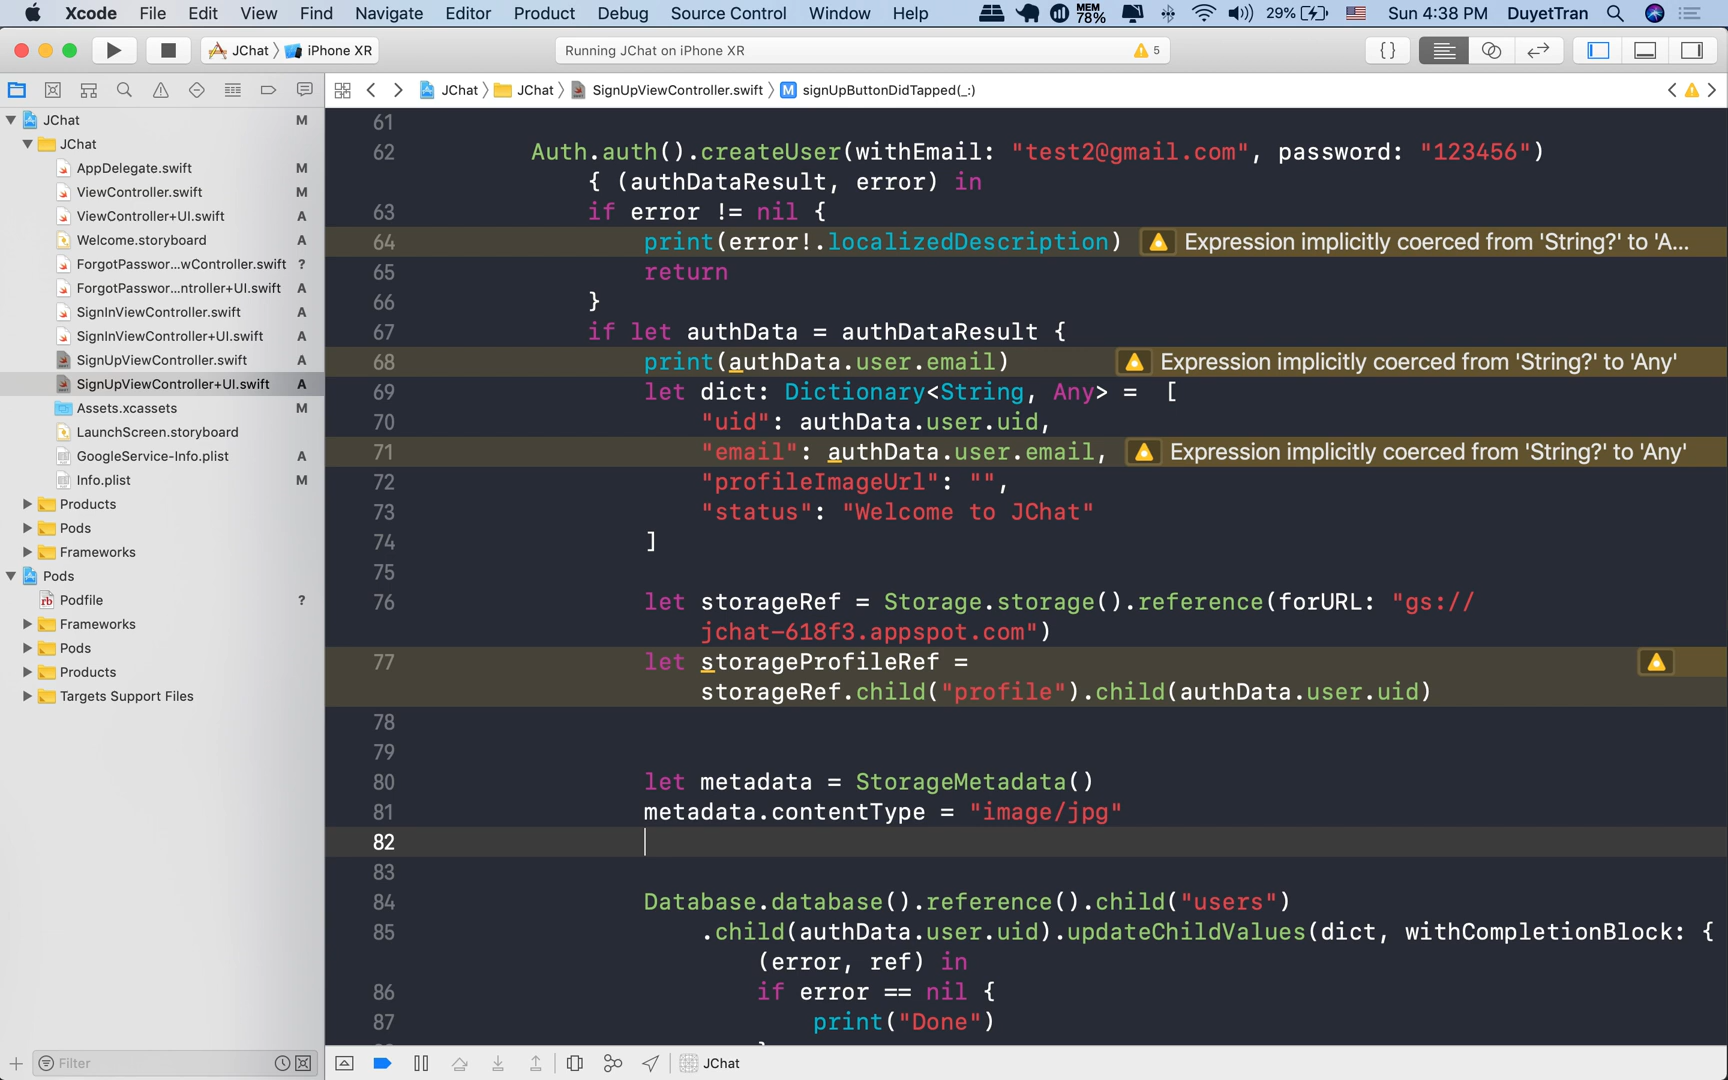 Xcode File Edit View Find Navigate Editor Product Debug Source Control Window Help MEM 78% 29% Sun 4:38 PM DuyetTran
JChat iPhone XR Running JChat on iPhone XR 5 {}
JChat JChat SignUpViewController.swift M signUpButtonDidTapped(_:)
JChat M
JChat
AppDelegate.swift M
ViewController.swift M
ViewController+UI.swift A
Welcome.storyboard A
ForgotPasswor...wController.swift ?
ForgotPasswor...ntroller+UI.swift A
SignInViewController.swift A
SignInViewController+UI.swift A
SignUpViewController.swift A
SignUpViewController+UI.swift A
Assets.xcassets M
LaunchScreen.storyboard
GoogleService-Info.plist A
Info.plist M
Products
Pods
Frameworks
Pods
rb Podfile ?
Frameworks
Pods
Products
Targets Support Files
Filter
61
62 Auth.auth().createUser(withEmail: "test2@gmail.com", password: "123456")
{ (authDataResult, error) in
63 if error != nil {
64 print(error!.localizedDescription) Expression implicitly coerced from 'String?' to 'A...
65 return
66 }
67 if let authData = authDataResult {
68 print(authData.user.email) Expression implicitly coerced from 'String?' to 'Any'
69 let dict: Dictionary<String, Any> = [
70 "uid": authData.user.uid,
71 "email": authData.user.email, Expression implicitly coerced from 'String?' to 'Any'
72 "profileImageUrl": "",
73 "status": "Welcome to JChat"
74 ]
75
76 let storageRef = Storage.storage().reference(forURL: "gs://
jchat-618f3.appspot.com")
77 let storageProfileRef =
storageRef.child("profile").child(authData.user.uid)
78
79
80 let metadata = StorageMetadata()
81 metadata.contentType = "image/jpg"
82
83
84 Database.database().reference().child("users")
85 .child(authData.user.uid).updateChildValues(dict, withCompletionBlock: {
(error, ref) in
86 if error == nil {
87 print("Done")
JChat